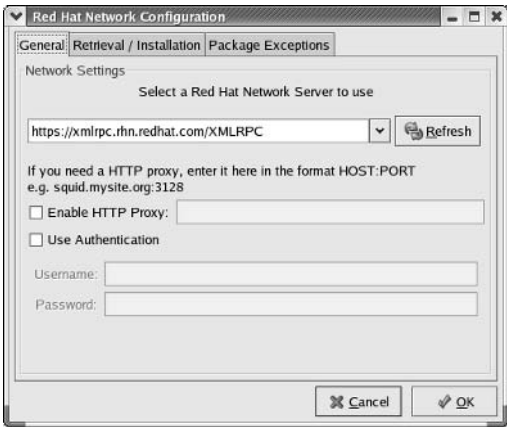 Red Hat Network Configuration
General Retrieval / Installation Package Exceptions
Network Settings
Select a Red Hat Network Server to use
https://xmlrpc.rhn.redhat.com/XMLRPC Refresh
If you need a HTTP proxy, enter it here in the format HOST:PORT
e.g. squid.mysite.org:3128
Enable HTTP Proxy:
Use Authentication
Username:
Password:
Cancel OK